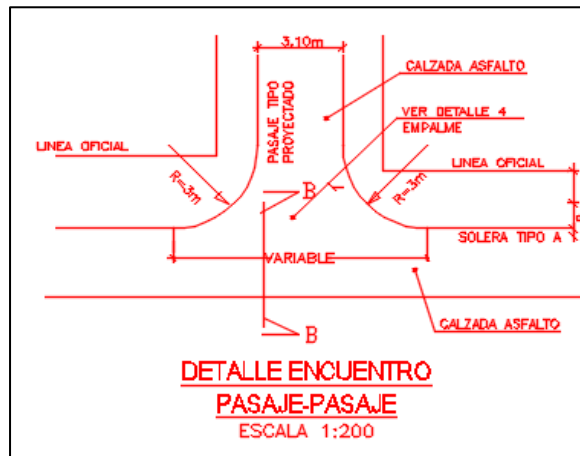 3.10m
CALZADA ASFALTO
PASAJE TIPO
PROYECTADO
VER DETALLE 4
EMPALME
LINEA OFICIAL
LINEA OFICIAL
R=3m
B
R=3m
SOLERA TIPO A
VARIABLE
B
CALZADA ASFALTO
DETALLE ENCUENTRO
PASAJE-PASAJE
ESCALA 1:200